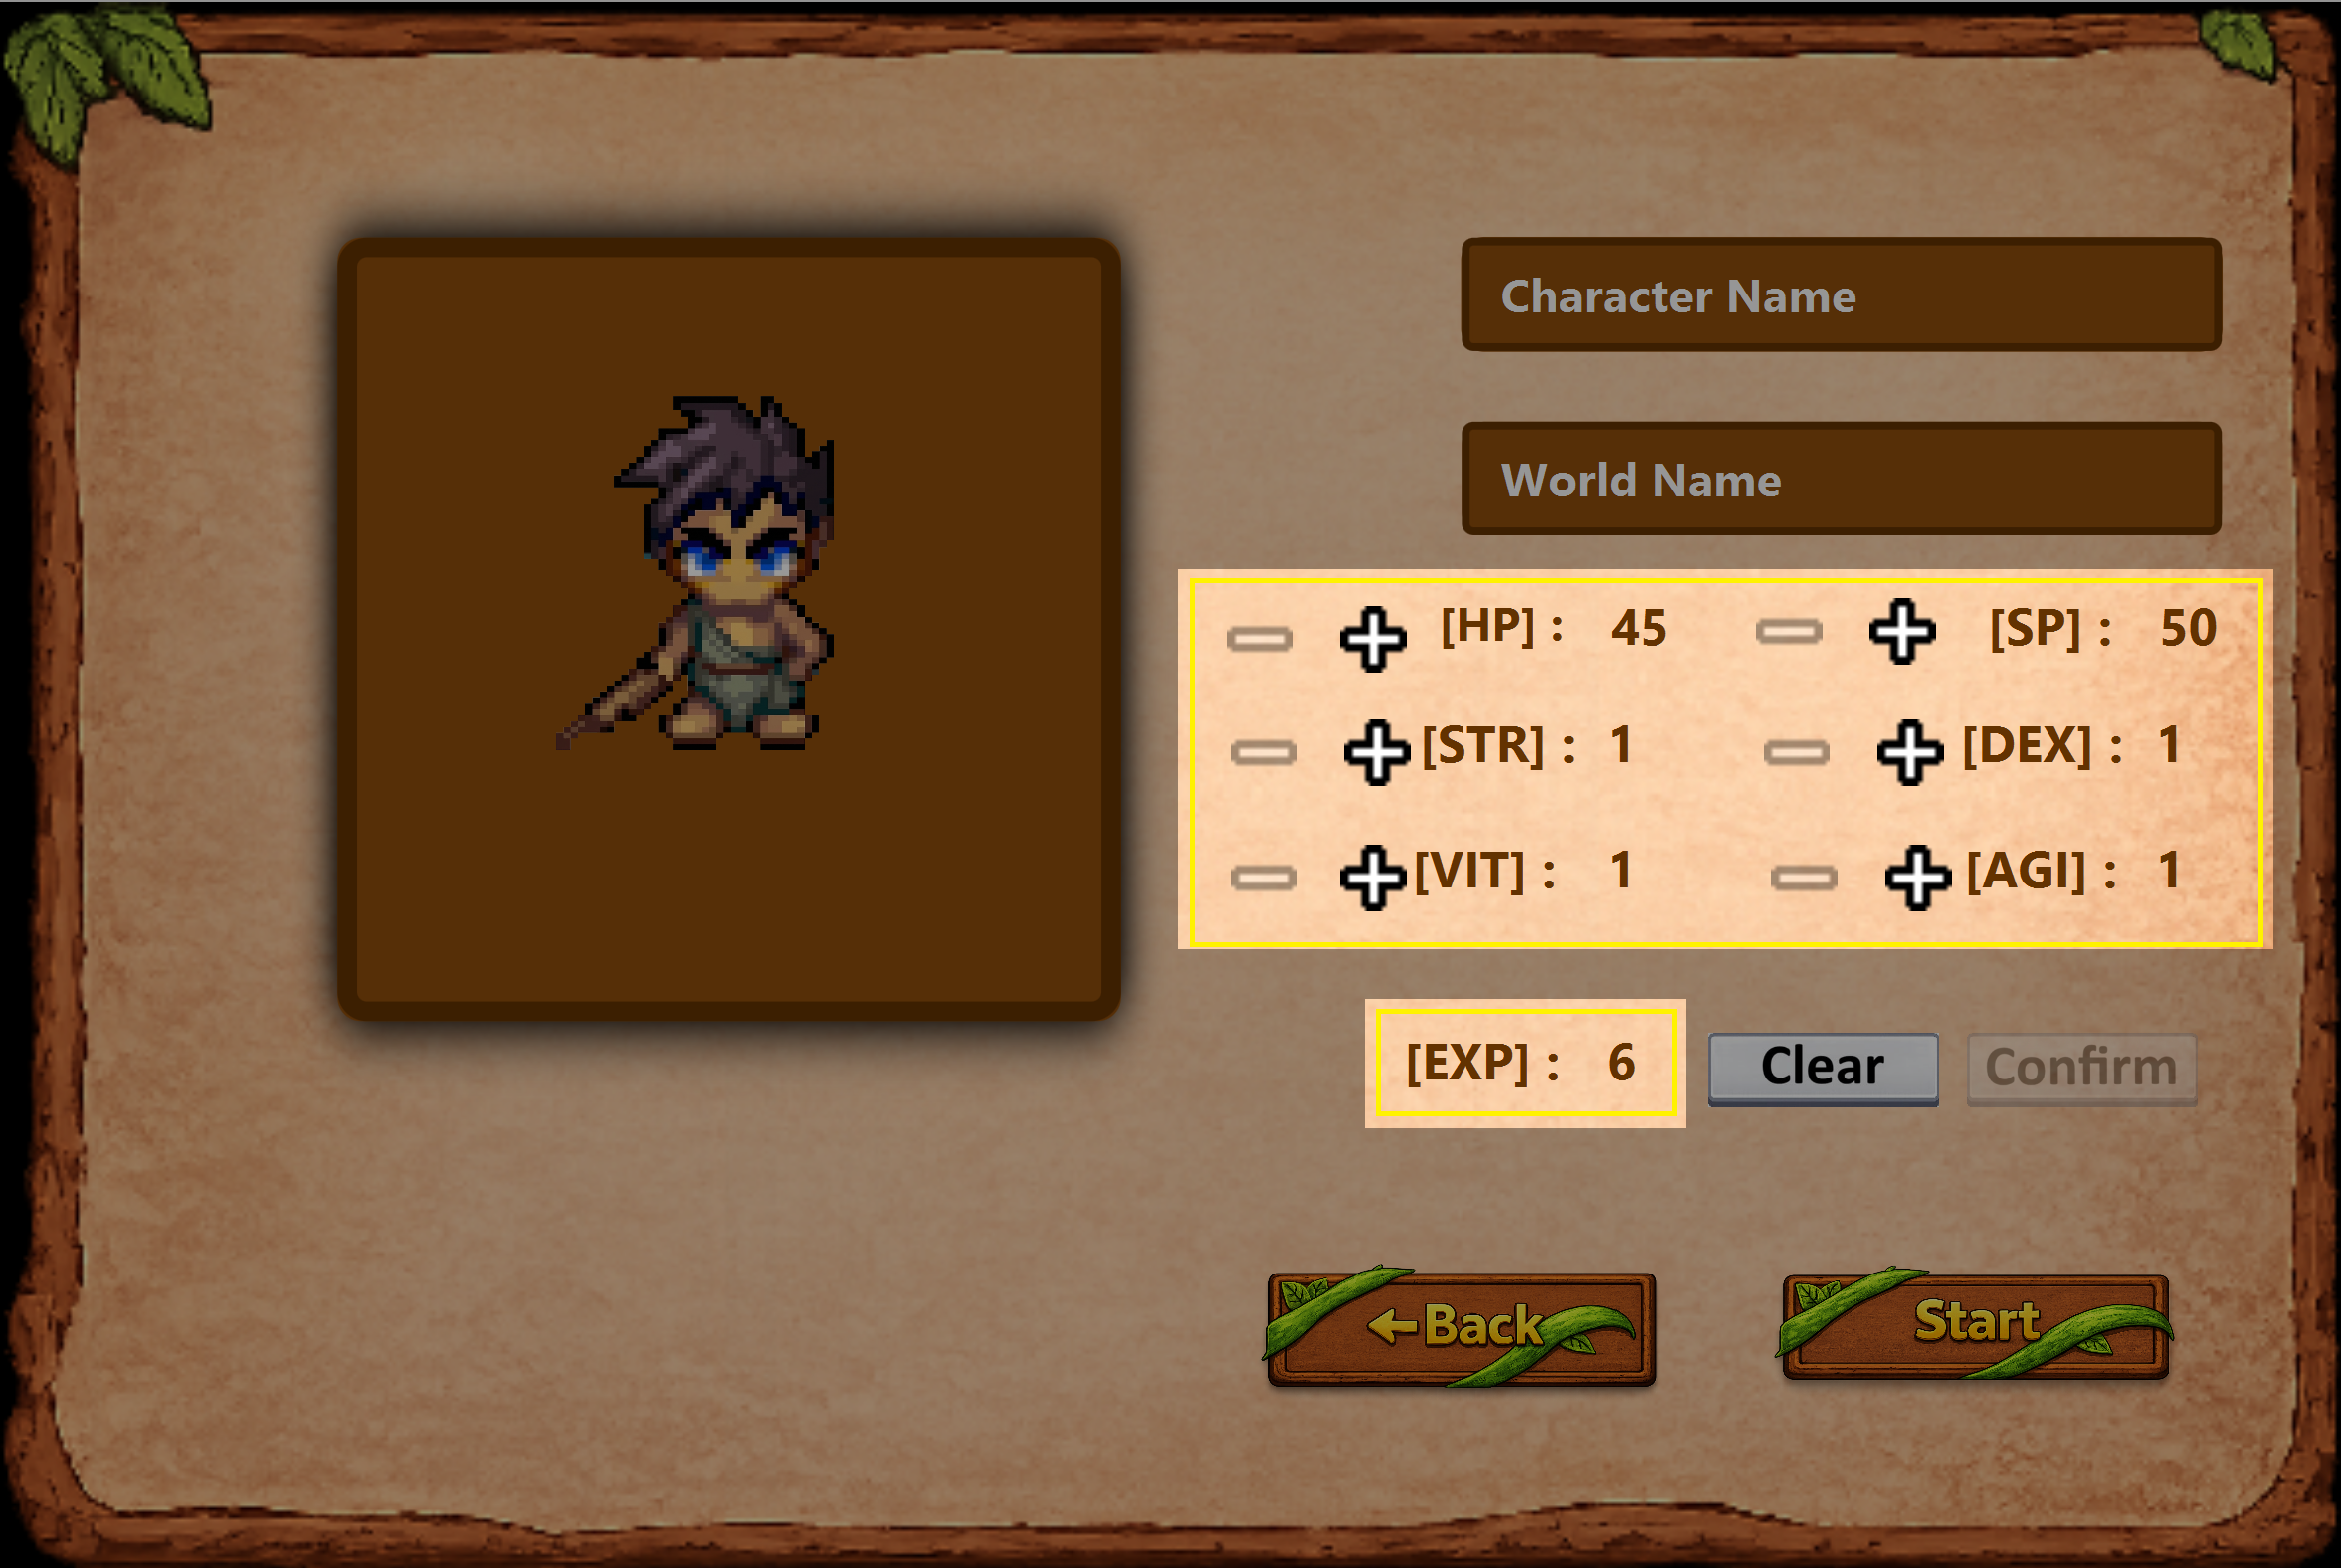 Character Name
World Name
[HP] : 45 [SP] : 50
[STR] : 1 [DEX] : 1
[VIT] : 1 [AGI] : 1
[EXP] : 6 Clear Confirm
←Back Start